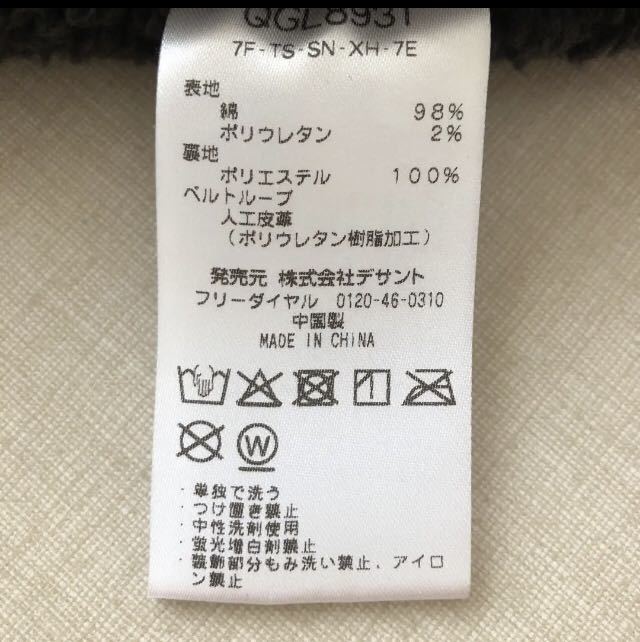 QGL8931
7F-TS-SN-XH-7E
表地
綿 98%
ポリウレタン 2%
裏地
ポリエステル 100%
ベルトループ
人工皮革
(ポリウレタン樹脂加工)
発売元 株式会社デサント
フリーダイヤル 0120-46-0310
中国製
MADE IN CHINA
W
・単独で洗う
・つけ置き禁止
・中性洗剤使用
・蛍光増白剤禁止
・装飾部分もみ洗い禁止、アイロ
ン禁止